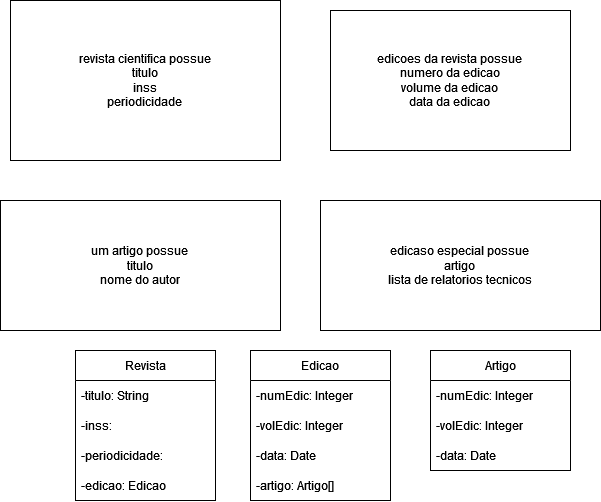 revista cientifica possue
titulo
inss
periodicidade
edicoes da revista possue
numero da edicao
volume da edicao
data da edicao
um artigo possue
titulo
nome do autor
edicaso especial possue
artigo
lista de relatorios tecnicos
Revista
-titulo: String
-inss:
-periodicidade:
-edicao: Edicao
Edicao
-numEdic: Integer
-volEdic: Integer
-data: Date
-artigo: Artigo[]
Artigo
-numEdic: Integer
-volEdic: Integer
-data: Date